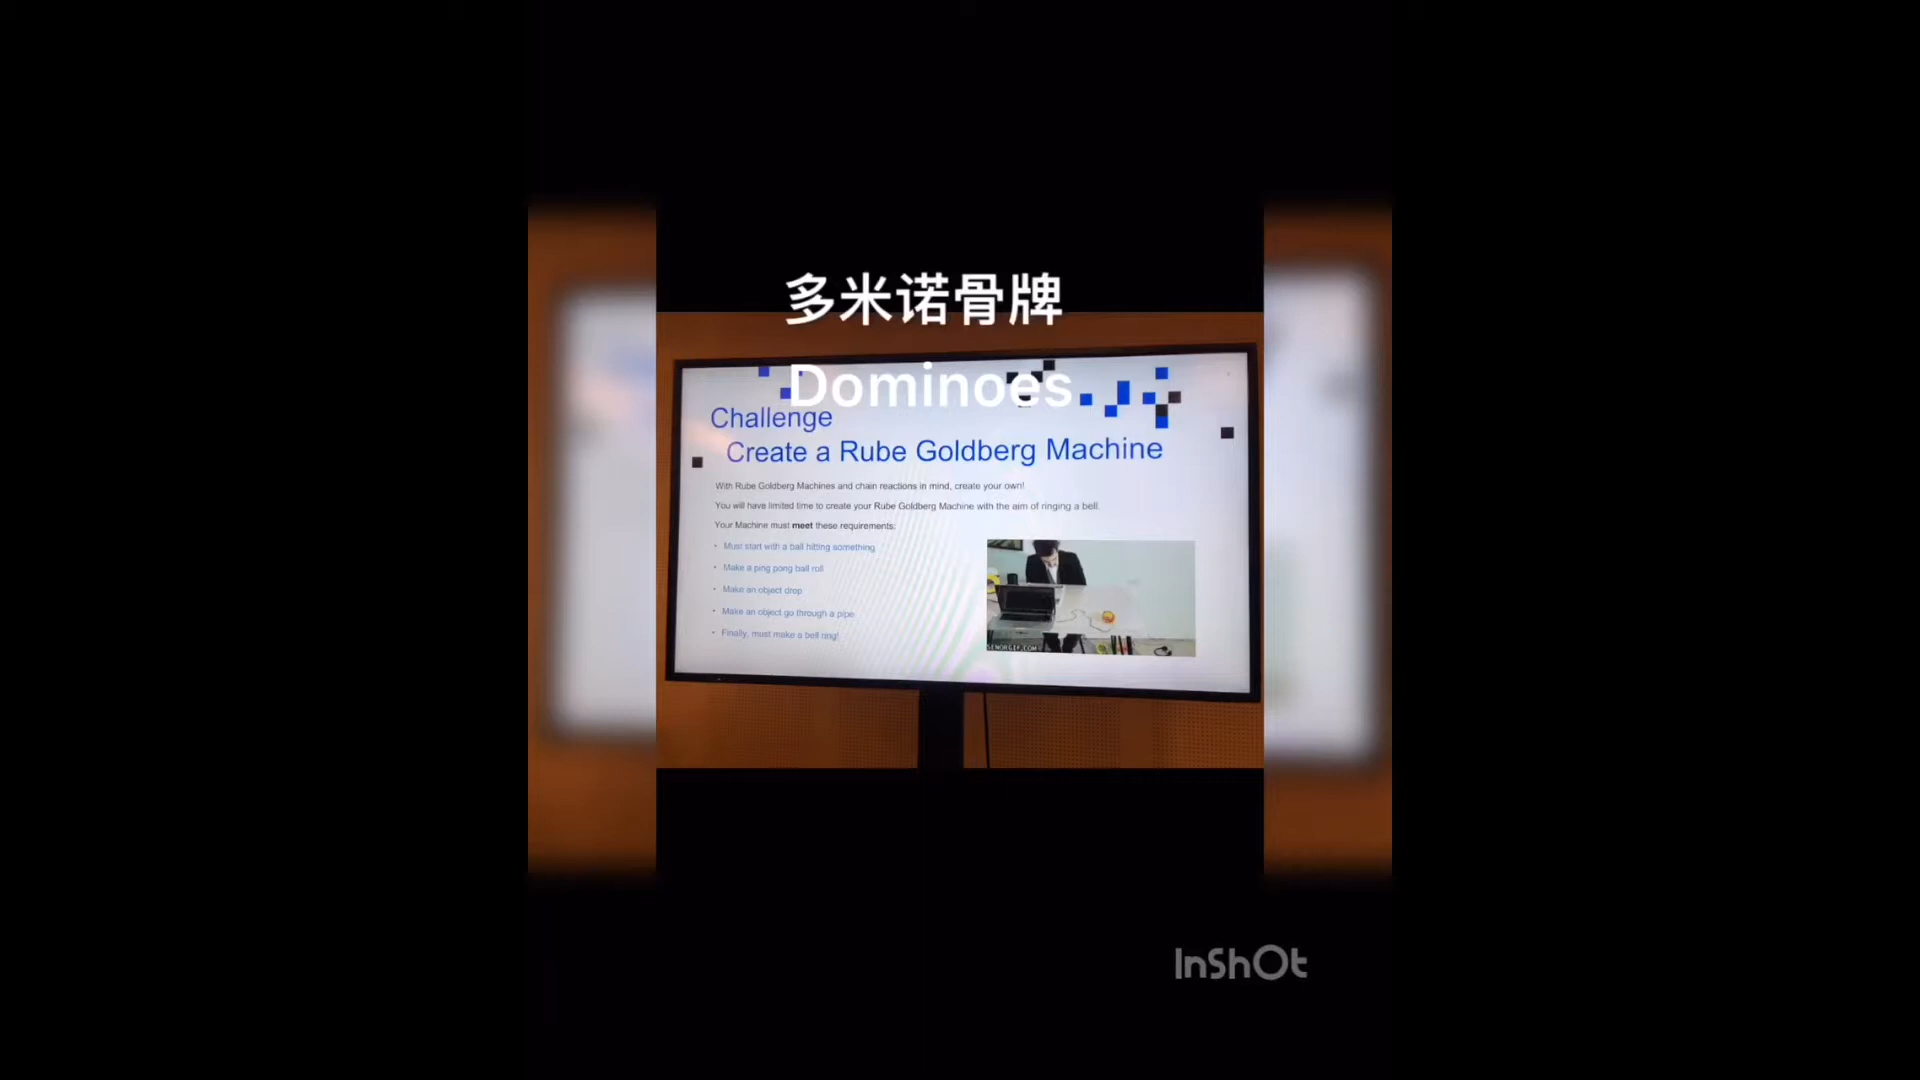 多米诺骨牌
Dominoes
Challenge
Create a Rube Goldberg Machine
With Rube Goldberg Machines and chain reactions in mind, create your own!
You will have limited time to create your Rube Goldberg Machine with the aim of ringing a bell.
Your Machine must meet these requirements:
• Must start with a ball hitting something
• Make a ping pong ball roll
• Make an object drop
• Make an object go through a pipe
• Finally, must make a bell ring!
SENORGIF.COM
InShOt